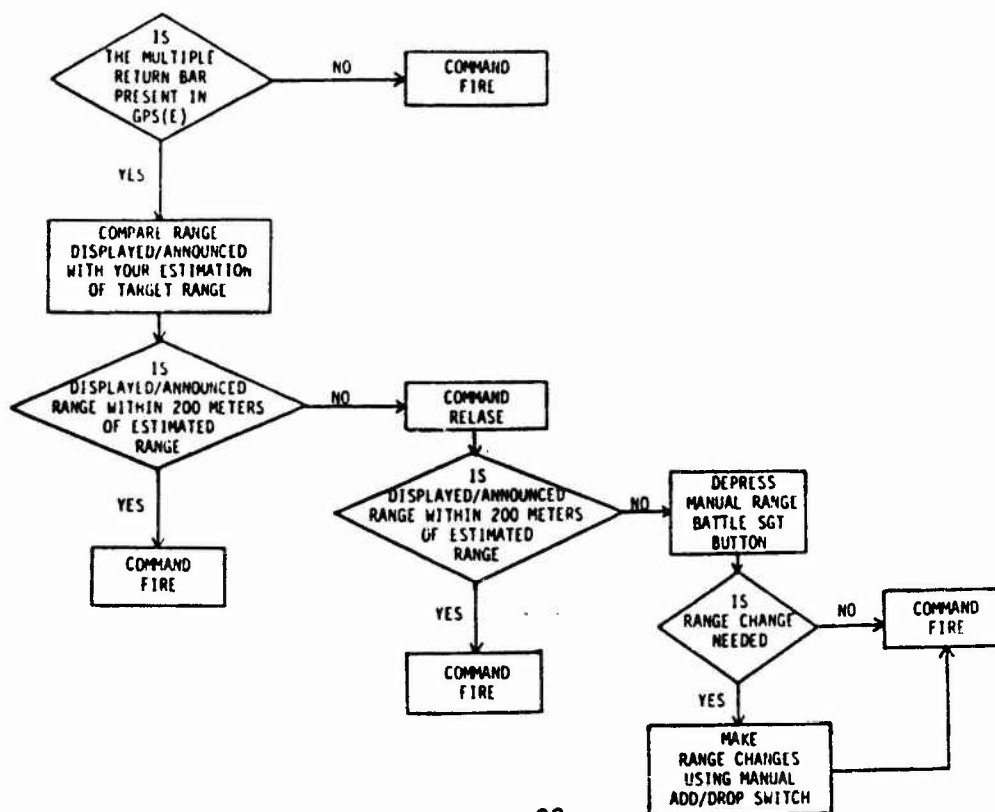 IS
THE MULTIPLE
RETURN BAR
PRESENT IN
GPS(E)
NO
COMMAND
FIRE
YES
COMPARE RANGE
DISPLAYED/ANNOUNCED
WITH YOUR ESTIMATION
OF TARGET RANGE
IS
DISPLAYED/ANNOUNCED
RANGE WITHIN 200 METERS
OF ESTIMATED
RANGE
NO
COMMAND
RELASE
YES
COMMAND
FIRE
IS
DISPLAYED/ANNOUNCED
RANGE WITHIN 200 METERS
OF ESTIMATED
RANGE
NO
DEPRESS
MANUAL RANGE
BATTLE SGT
BUTTON
YES
COMMAND
FIRE
IS
RANGE CHANGE
NEEDED
NO
COMMAND
FIRE
YES
MAKE
RANGE CHANGES
USING MANUAL
ADD/DROP SWITCH